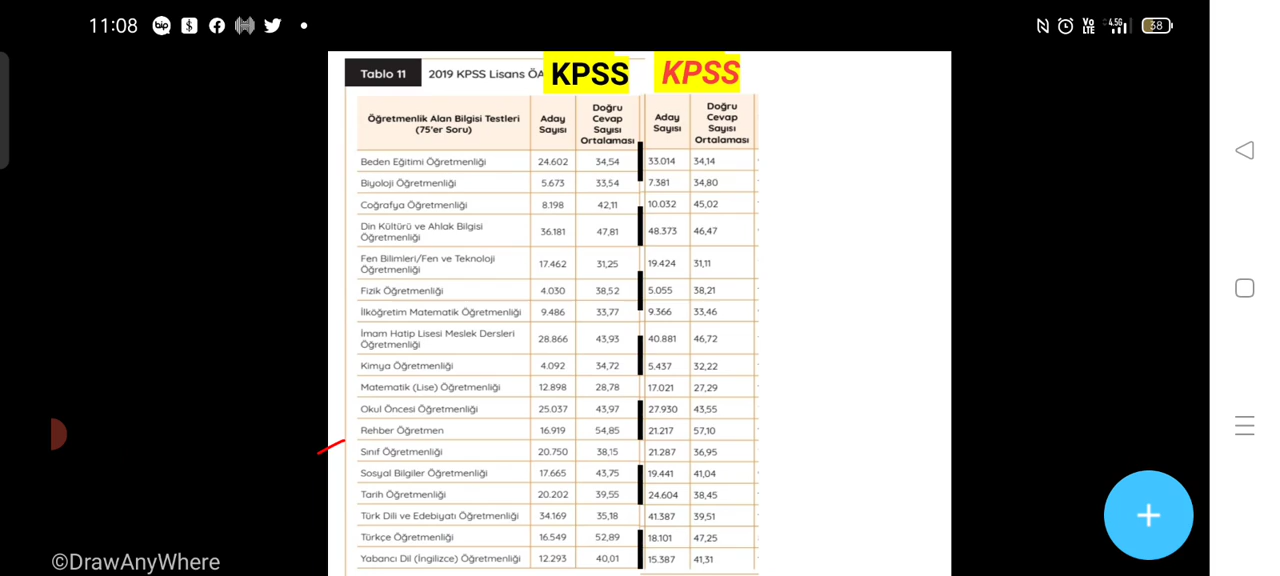 11:08 bip $ Vo LTE 4.5G 38
Tablo 11 2019 KPSS Lisans ÖA KPSS KPSS
Öğretmenlik Alan Bilgisi Testleri (75'er Soru) Aday Sayısı Doğru Cevap Sayısı Ortalaması Aday Sayısı Doğru Cevap Sayısı Ortalaması
Beden Eğitimi Öğretmenliği 24.602 34,54 33.014 34,14
Biyoloji Öğretmenliği 5.673 33,54 7.381 34,80
Coğrafya Öğretmenliği 8.198 42,11 10.032 45,02
Din Kültürü ve Ahlak Bilgisi
Öğretmenliği 36.181 47,81 48.373 46,47
Fen Bilimleri/Fen ve Teknoloji
Öğretmenliği 17.462 31,25 19.424 31,11
Fizik Öğretmenliği 4.030 38,52 5.055 38,21
İlköğretim Matematik Öğretmenliği 9.486 33,77 9.366 33,46
İmam Hatip Lisesi Meslek Dersleri
Öğretmenliği 28.866 43,93 40.881 46,72
Kimya Öğretmenliği 4.092 34,72 5.437 32,22
Matematik (Lise) Öğretmenliği 12.898 28,78 17.021 27,29
Okul Öncesi Öğretmenliği 25.037 43,97 27.930 43,55
Rehber Öğretmen 16.919 54,85 21.217 57,10
Sınıf Öğretmenliği 20.750 38,15 21.287 36,95
Sosyal Bilgiler Öğretmenliği 17.665 43,75 19.441 41,04
Tarih Öğretmenliği 20.202 39,55 24.604 38,45
Türk Dili ve Edebiyatı Öğretmenliği 34.169 35,18 41.387 39,51
Türkçe Öğretmenliği 16.549 52,89 18.101 47,25
Yabancı Dil (İngilizce) Öğretmenliği 12.293 40,01 15.387 41,31
©DrawAnyWhere